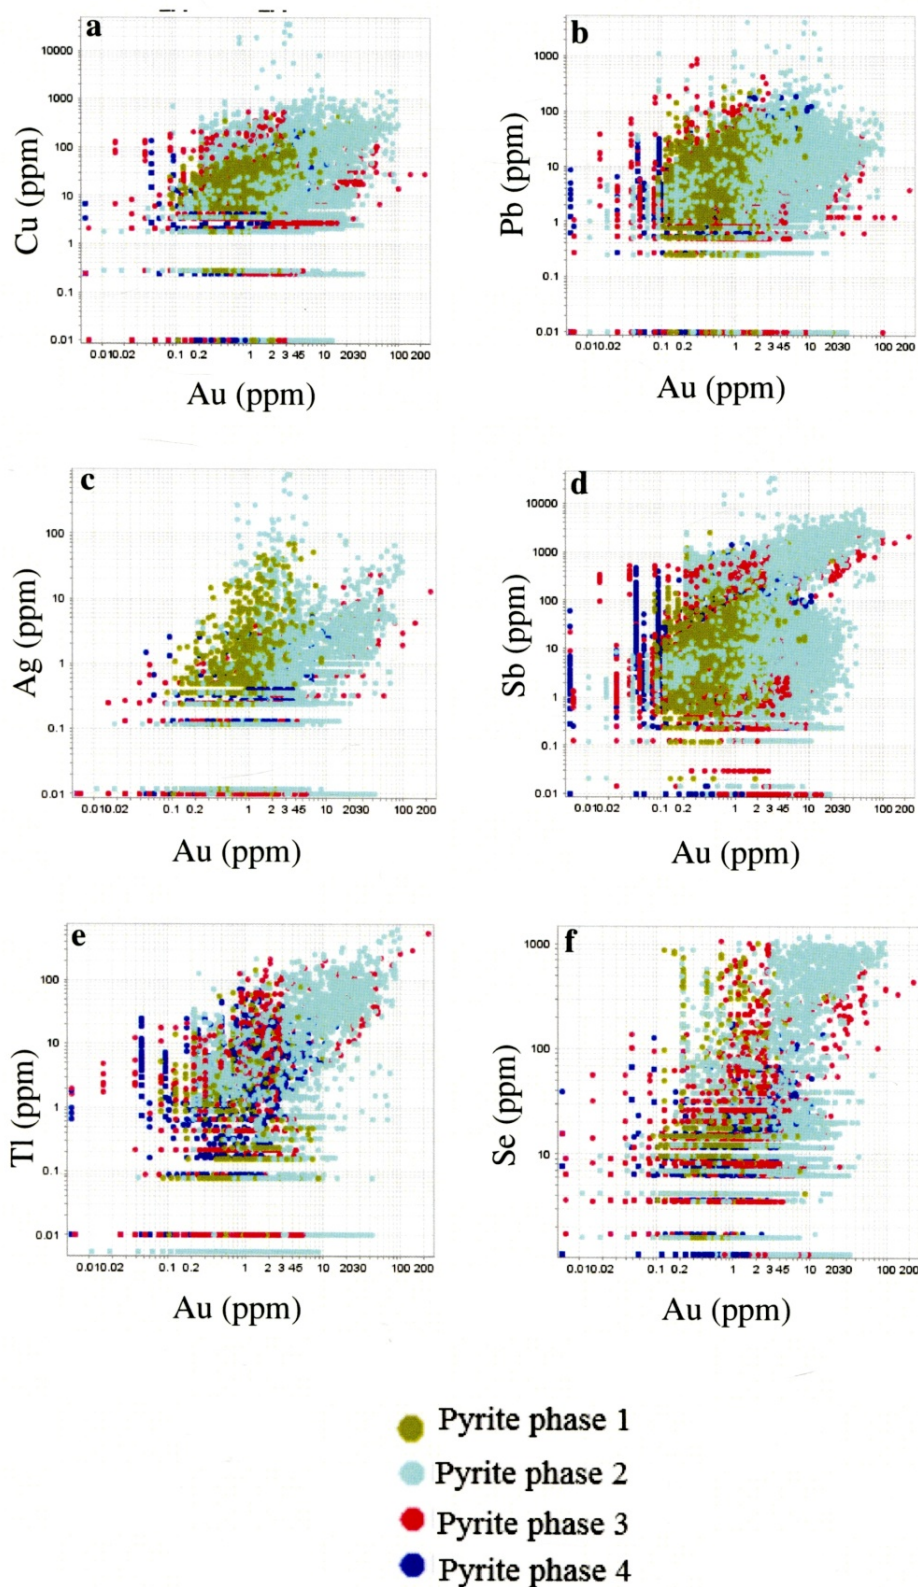 a
b
10000
1000
100
10
1
0.1
0.01
Cu (ppm)
0.010.02 0.1 0.2 1 2 3 45 10 2030 100 200
Au (ppm)
1000
100
10
1
0.1
0.01
Pb (ppm)
0.010.02 0.1 0.2 1 2 3 45 10 2030 100 200
Au (ppm)
c
d
100
10
1
0.1
0.01
Ag (ppm)
0.010.02 0.1 0.2 1 2 3 45 10 2030 100 200
Au (ppm)
10000
1000
100
10
1
0.1
0.01
Sb (ppm)
0.010.02 0.1 0.2 1 2 3 45 10 2030 100 200
Au (ppm)
e
f
100
10
1
0.1
0.01
Tl (ppm)
0.010.02 0.1 0.2 1 2 3 45 10 2030 100 200
Au (ppm)
1000
100
10
Se (ppm)
0.010.02 0.1 0.2 1 2 3 45 10 2030 100 200
Au (ppm)
Pyrite phase 1
Pyrite phase 2
Pyrite phase 3
Pyrite phase 4